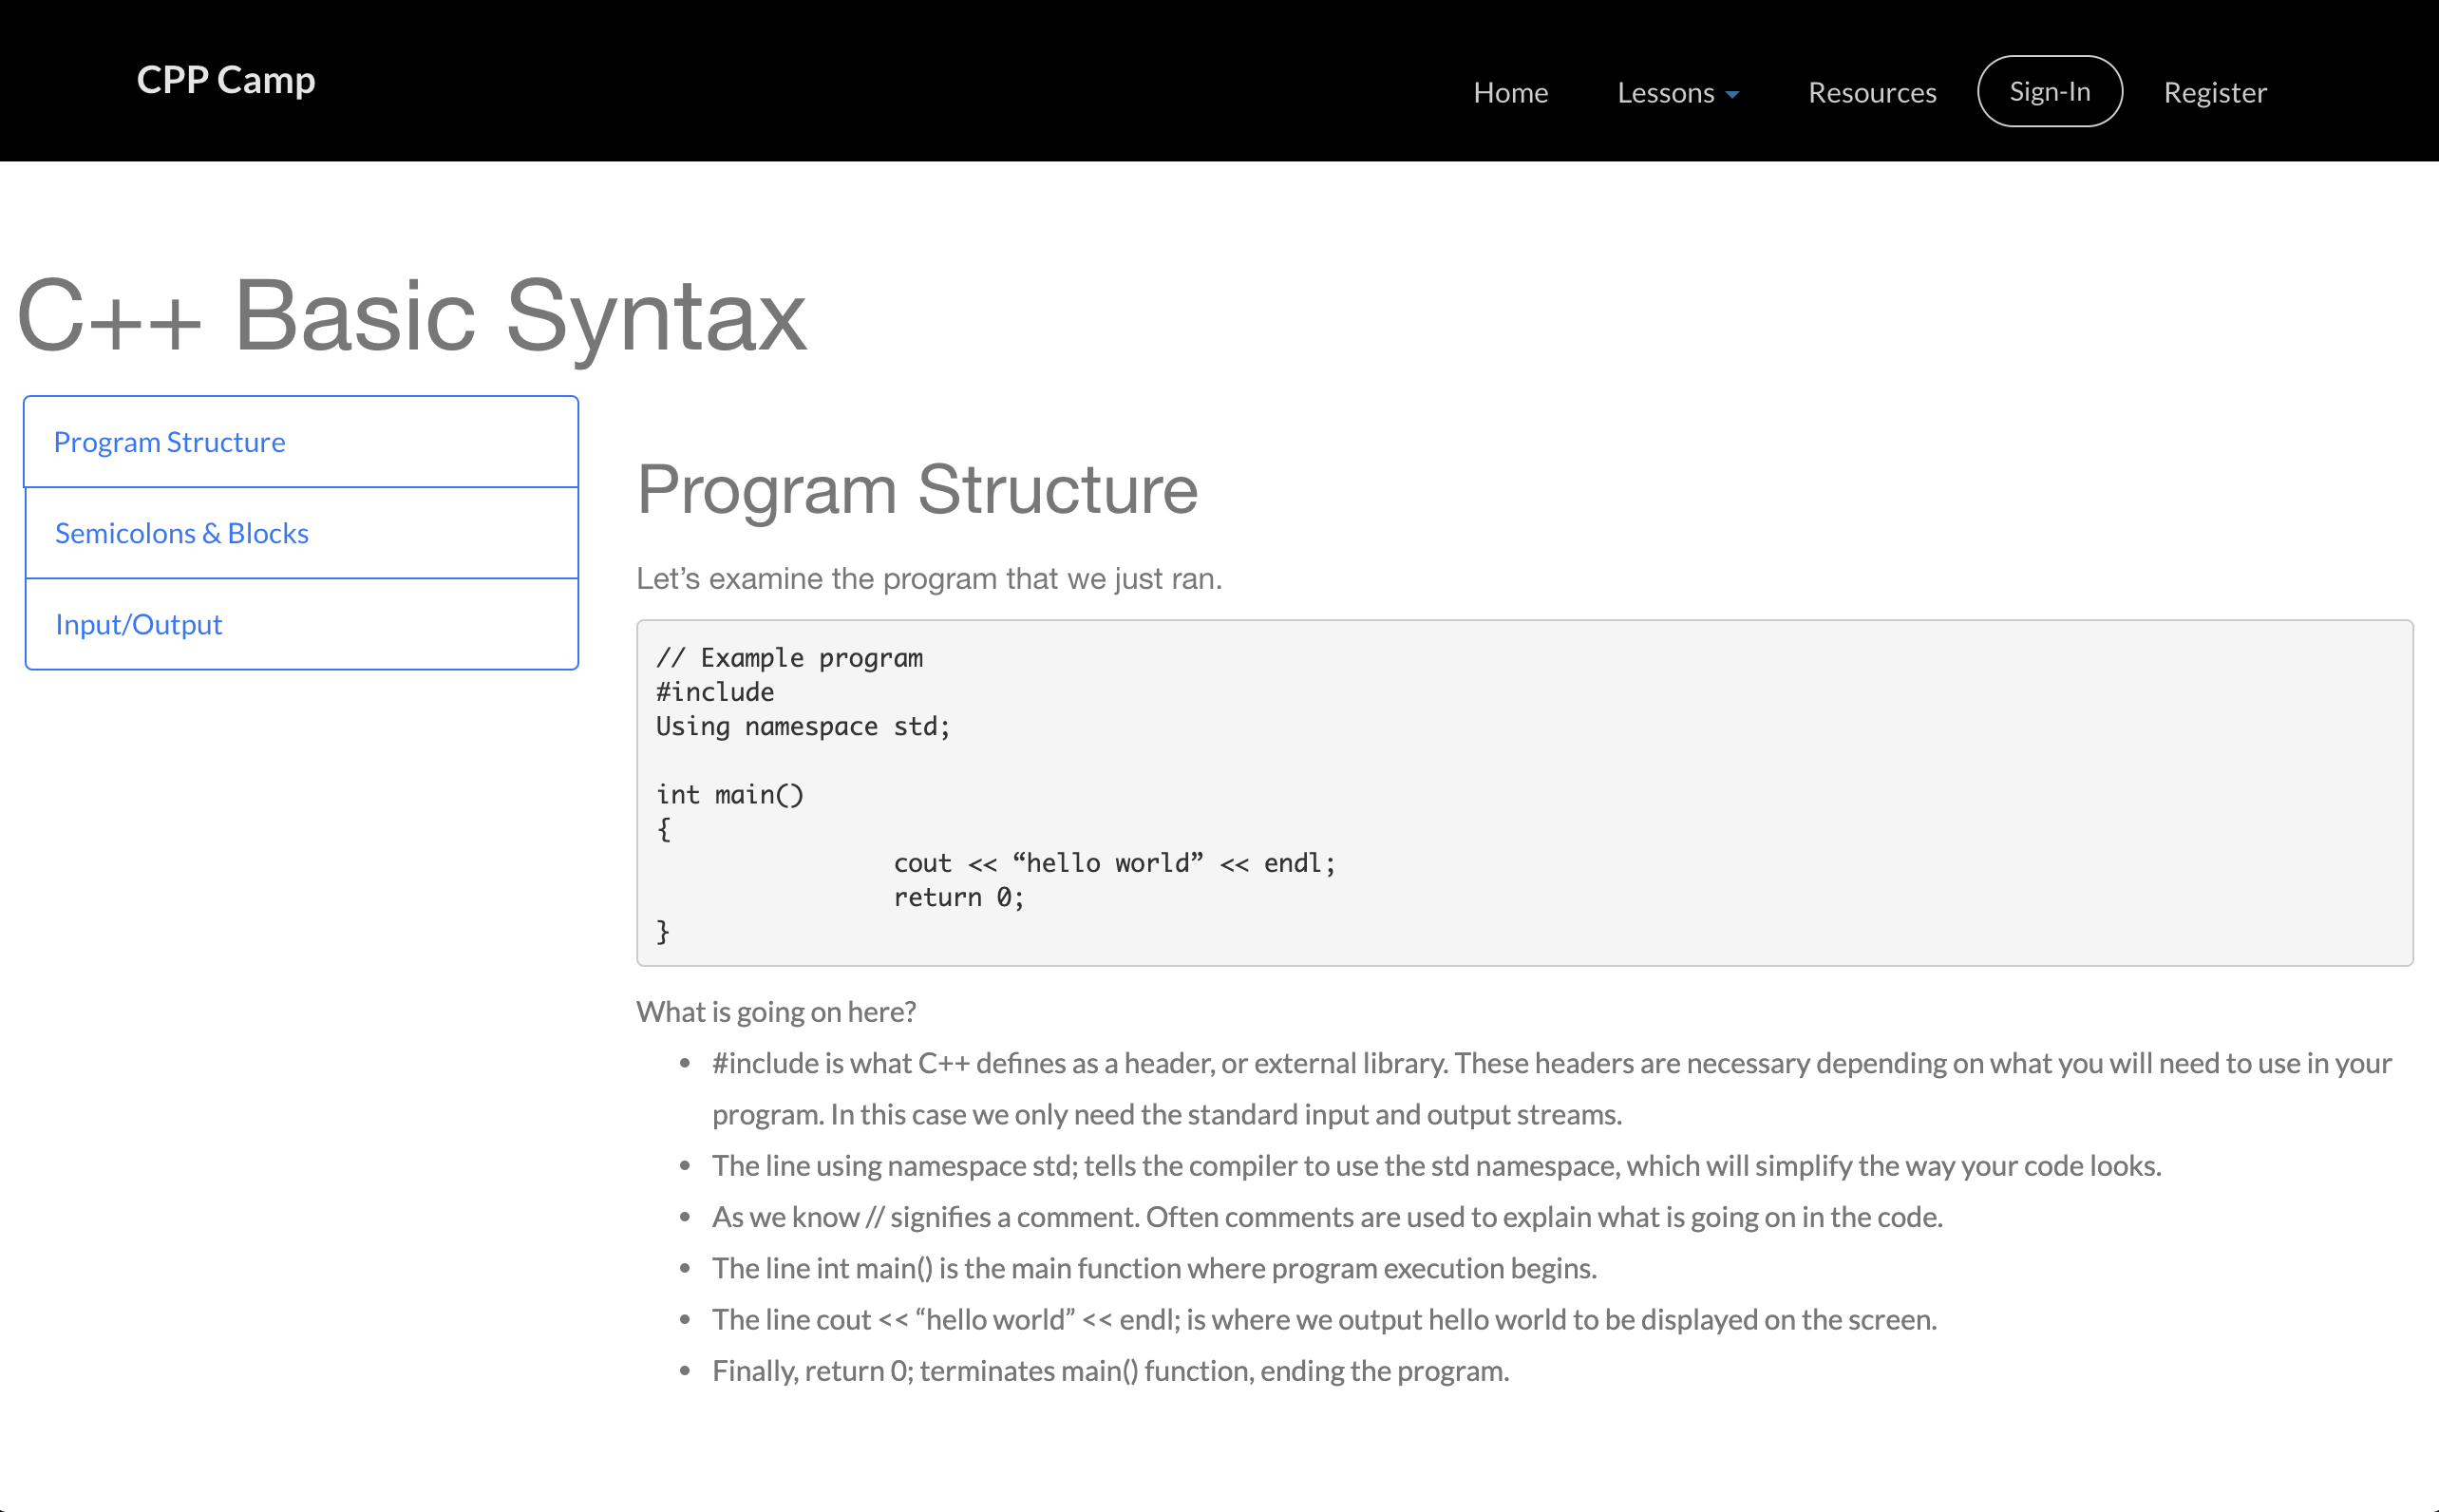 CPP Camp
Home
Lessons
Resources
Sign-In
Register
C++ Basic Syntax
Program Structure
Semicolons & Blocks
Input/Output
Program Structure
Let’s examine the program that we just ran.
// Example program
#include
Using namespace std;
int main()
{
cout << “hello world” << endl;
return 0;
}
What is going on here?
#include is what C++ defines as a header, or external library. These headers are necessary depending on what you will need to use in your
program. In this case we only need the standard input and output streams.
The line using namespace std; tells the compiler to use the std namespace, which will simplify the way your code looks.
As we know // signifies a comment. Often comments are used to explain what is going on in the code.
The line int main() is the main function where program execution begins.
The line cout << “hello world” << endl; is where we output hello world to be displayed on the screen.
Finally, return 0; terminates main() function, ending the program.